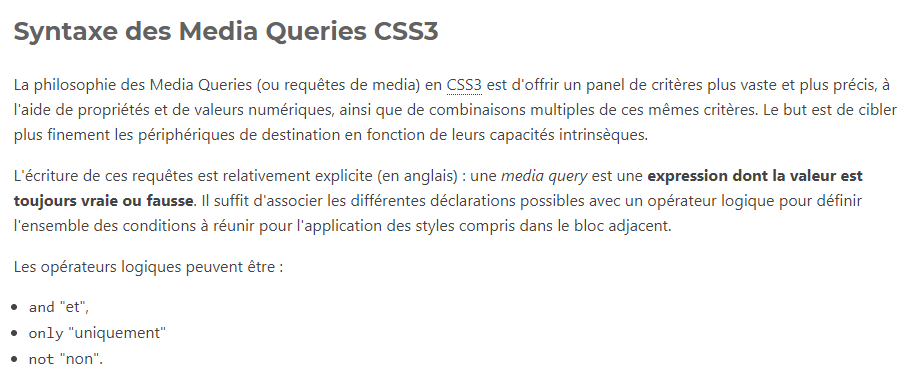 Syntaxe des Media Queries CSS3
La philosophie des Media Queries (ou requêtes de media) en CSS3 est d'offrir un panel de critères plus vaste et plus précis, à
l'aide de propriétés et de valeurs numériques, ainsi que de combinaisons multiples de ces mêmes critères. Le but est de cibler
plus finement les périphériques de destination en fonction de leurs capacités intrinsèques.
L'écriture de ces requêtes est relativement explicite (en anglais) : une media query est une expression dont la valeur est
toujours vraie ou fausse. Il suffit d'associer les différentes déclarations possibles avec un opérateur logique pour définir
l'ensemble des conditions à réunir pour l'application des styles compris dans le bloc adjacent.
Les opérateurs logiques peuvent être :
• and "et",
• only "uniquement"
• not "non".